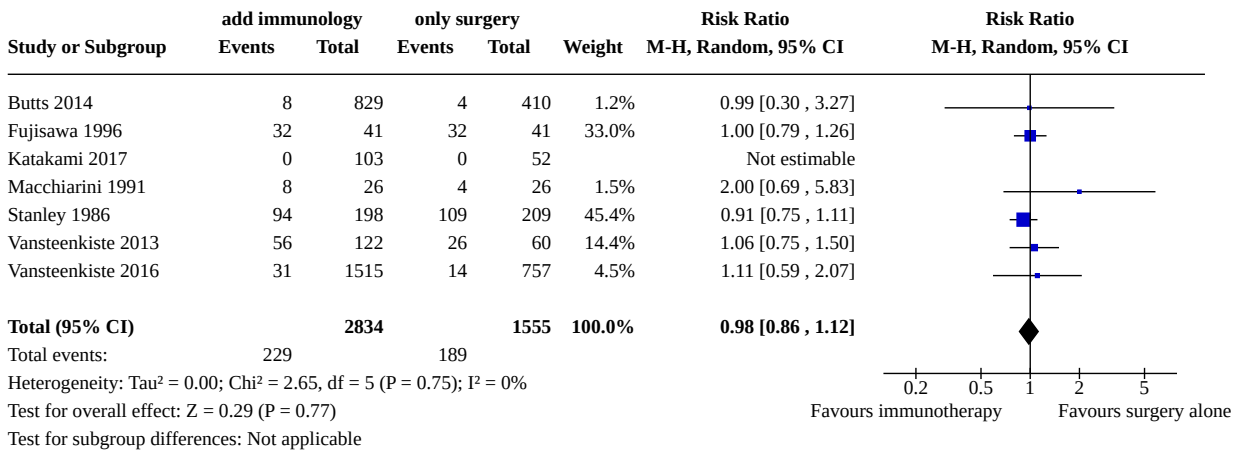 add immunology only surgery Risk Ratio Risk Ratio
Study or Subgroup Events Total Events Total Weight M-H, Random, 95% CI M-H, Random, 95% CI
Butts 2014 8 829 4 410 1.2% 0.99 [0.30 , 3.27]
Fujisawa 1996 32 41 32 41 33.0% 1.00 [0.79 , 1.26]
Katakami 2017 0 103 0 52 Not estimable
Macchiarini 1991 8 26 4 26 1.5% 2.00 [0.69 , 5.83]
Stanley 1986 94 198 109 209 45.4% 0.91 [0.75 , 1.11]
Vansteenkiste 2013 56 122 26 60 14.4% 1.06 [0.75 , 1.50]
Vansteenkiste 2016 31 1515 14 757 4.5% 1.11 [0.59 , 2.07]
Total (95% CI) 2834 1555 100.0% 0.98 [0.86 , 1.12]
Total events: 229 189
Heterogeneity: Tau² = 0.00; Chi² = 2.65, df = 5 (P = 0.75); I² = 0% 0.2 0.5 1 2 5
Test for overall effect: Z = 0.29 (P = 0.77) Favours immunotherapy Favours surgery alone
Test for subgroup differences: Not applicable